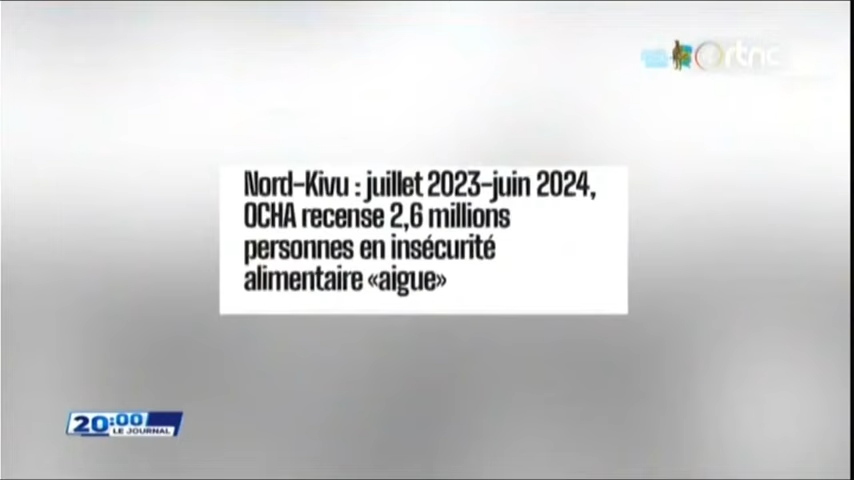 rtnc
Nord-Kivu : juillet 2023-juin 2024,
OCHA recense 2,6 millions
personnes en insécurité
alimentaire «aigue»
20:00
LE JOURNAL